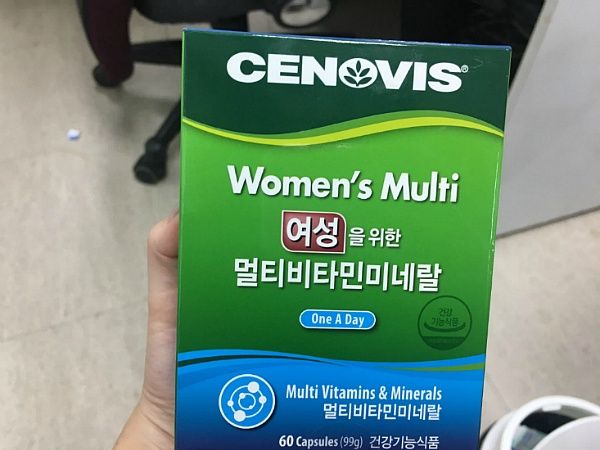 CENOVIS®
Women's Multi
여성을 위한
멀티비타민미네랄
One A Day
건강
기능식품
Multi Vitamins & Minerals
멀티비타민미네랄
60 Capsules (99g) 건강기능식품